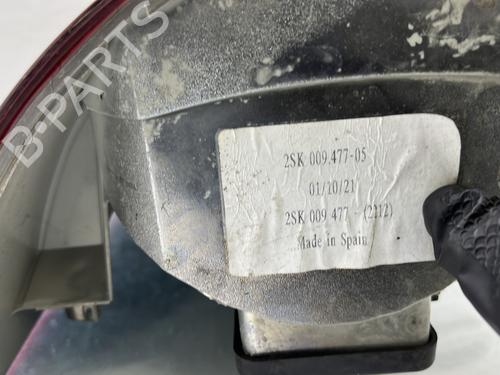 B-PARTS
2SK 009.477-05
01/10/21
2SK 009 477 - (2112)
Made in Spain